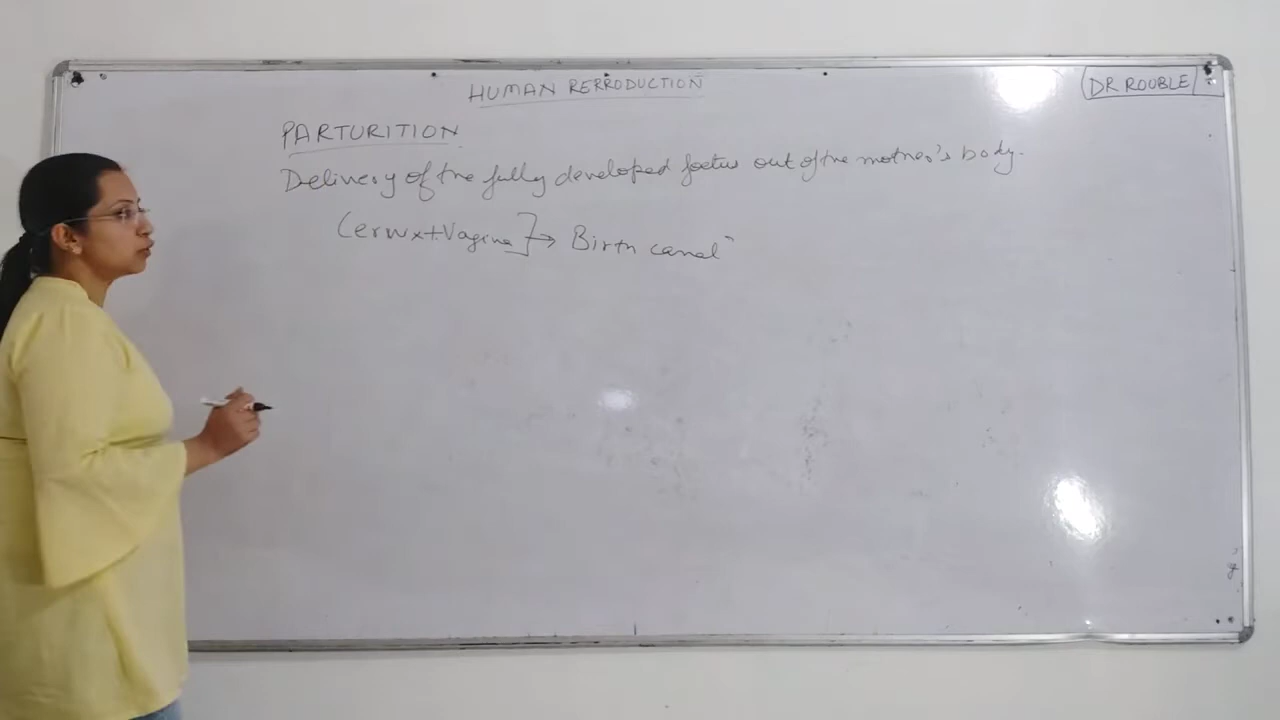 HUMAN REPRODUCTION
DR ROUBLE
PARTURITION
Delivery of the fully developed foetus out of the mother's body.
Cervix+Vagina }→ Birth canal